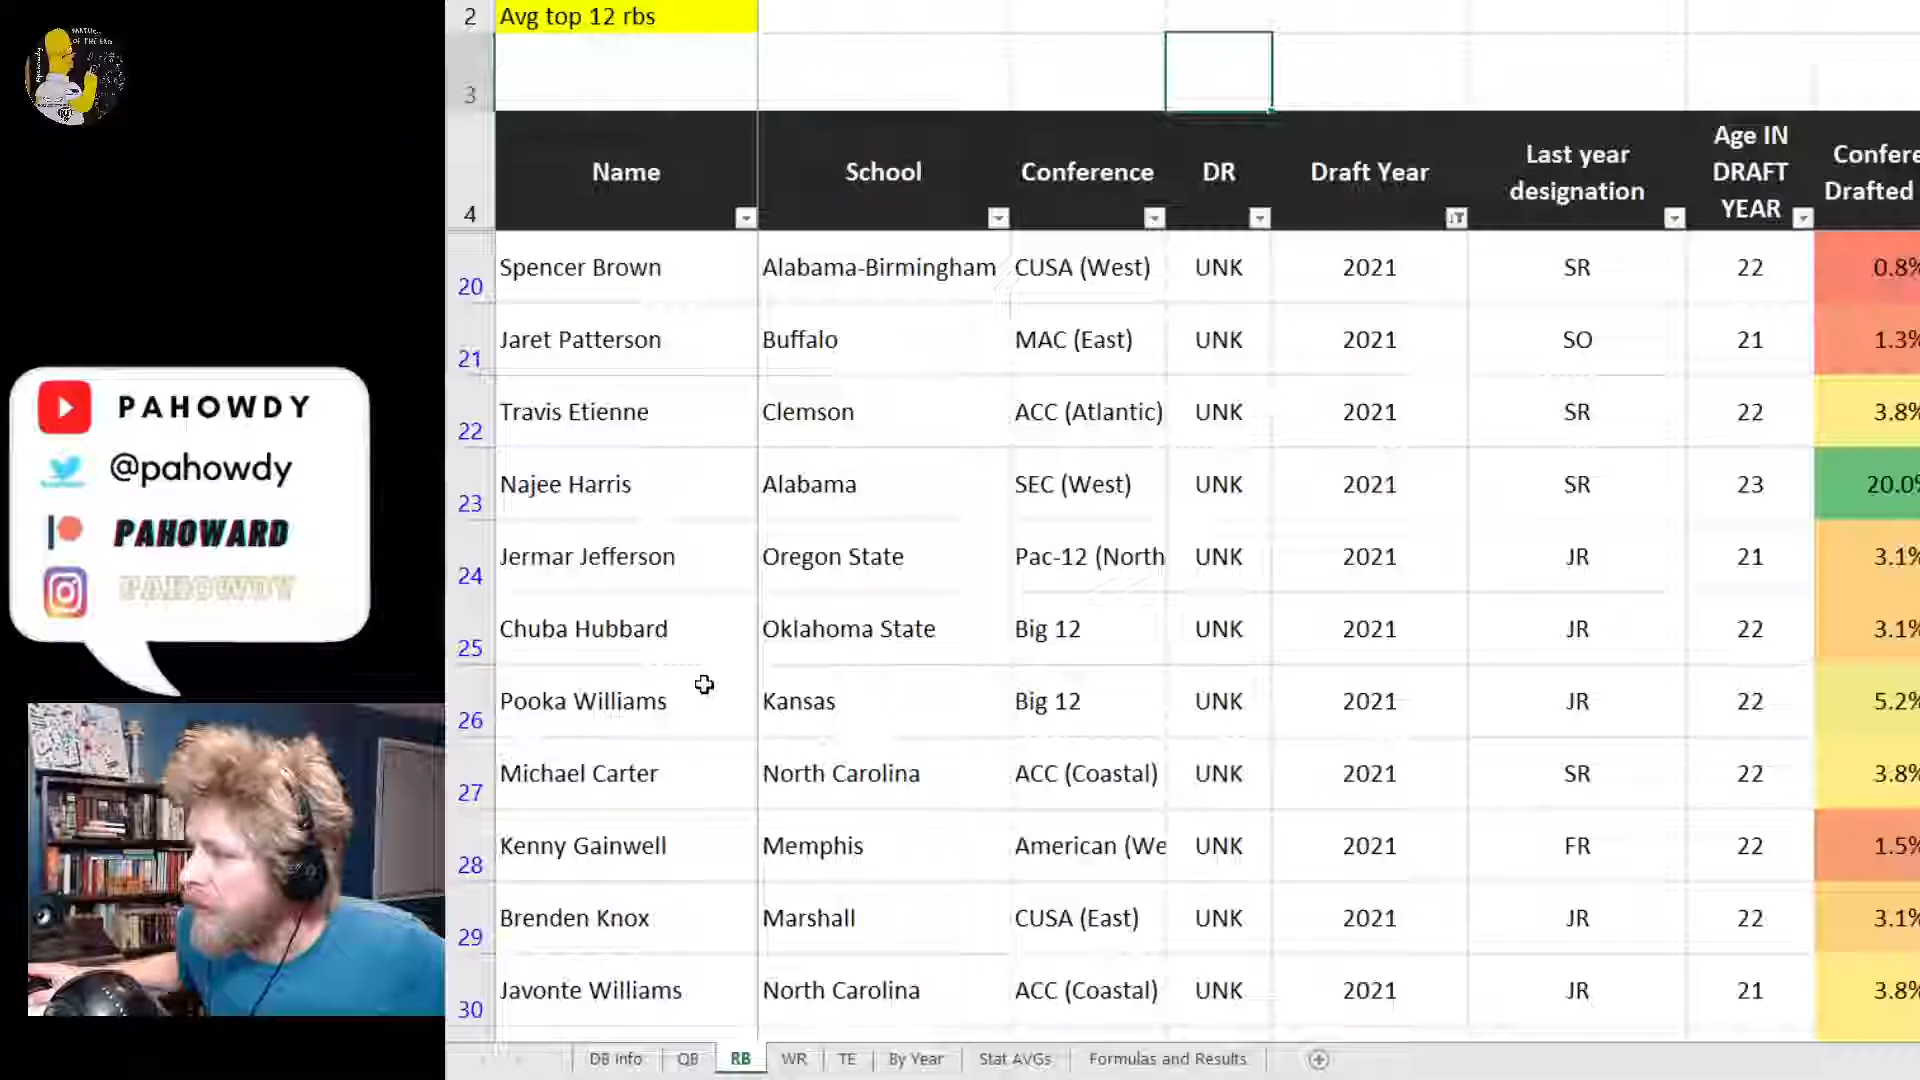 PAHOWDY
@pahowdy
PAHOWARD
PAHOWDY
2 Avg top 12 rbs
3
4 Name School Conference DR Draft Year Last year designation Age IN DRAFT YEAR Confere Drafted
20 Spencer Brown Alabama-Birmingham CUSA (West) UNK 2021 SR 22 0.8%
21 Jaret Patterson Buffalo MAC (East) UNK 2021 SO 21 1.3%
22 Travis Etienne Clemson ACC (Atlantic) UNK 2021 SR 22 3.8%
23 Najee Harris Alabama SEC (West) UNK 2021 SR 23 20.0%
24 Jermar Jefferson Oregon State Pac-12 (North UNK 2021 JR 21 3.1%
25 Chuba Hubbard Oklahoma State Big 12 UNK 2021 JR 22 3.1%
26 Pooka Williams Kansas Big 12 UNK 2021 JR 22 5.2%
27 Michael Carter North Carolina ACC (Coastal) UNK 2021 SR 22 3.8%
28 Kenny Gainwell Memphis American (We UNK 2021 FR 22 1.5%
29 Brenden Knox Marshall CUSA (East) UNK 2021 JR 22 3.1%
30 Javonte Williams North Carolina ACC (Coastal) UNK 2021 JR 21 3.8%
DB info QB RB WR TE By Year Stat AVGs Formulas and Results